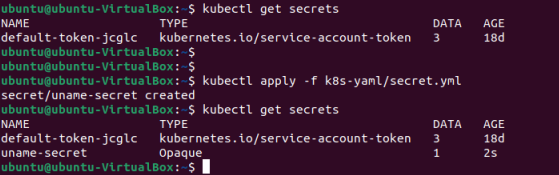 ubuntu@ubuntu-VirtualBox:~$ kubectl get secrets
NAME                  TYPE                                  DATA   AGE
default-token-jcglc   kubernetes.io/service-account-token   3      18d
ubuntu@ubuntu-VirtualBox:~$
ubuntu@ubuntu-VirtualBox:~$
ubuntu@ubuntu-VirtualBox:~$ kubectl apply -f k8s-yaml/secret.yml
secret/uname-secret created
ubuntu@ubuntu-VirtualBox:~$ kubectl get secrets
NAME                  TYPE                                  DATA   AGE
default-token-jcglc   kubernetes.io/service-account-token   3      18d
uname-secret          Opaque                                1      2s
ubuntu@ubuntu-VirtualBox:~$